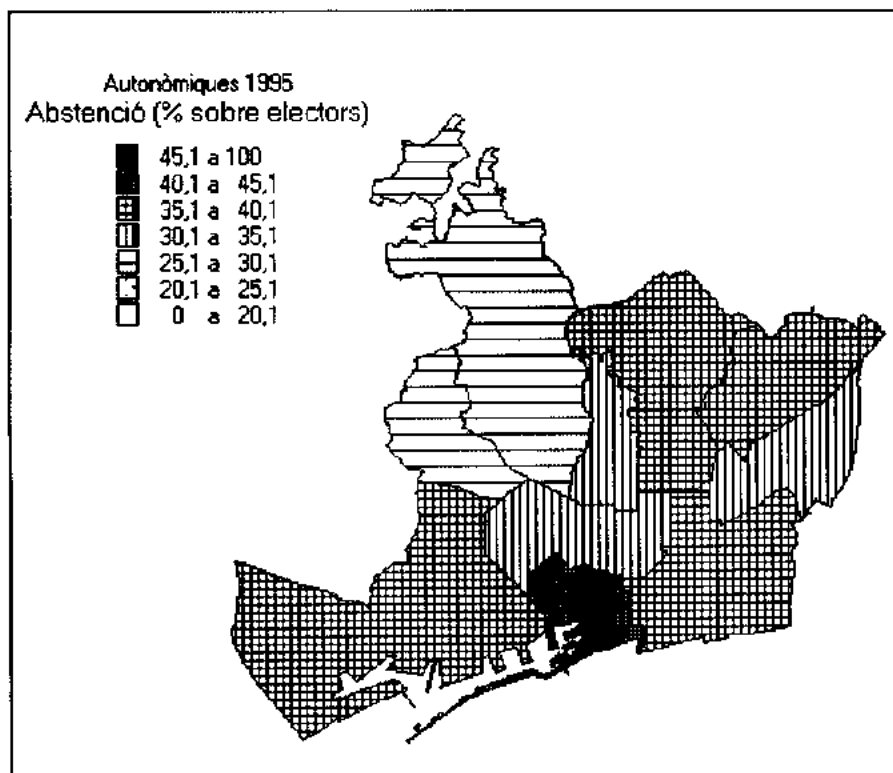 Autonòmiques 1995
Abstenció (% sobre electors)
45,1 a 100
40,1 a 45,1
35,1 a 40,1
30,1 a 35,1
25,1 a 30,1
20,1 a 25,1
0 a 20,1